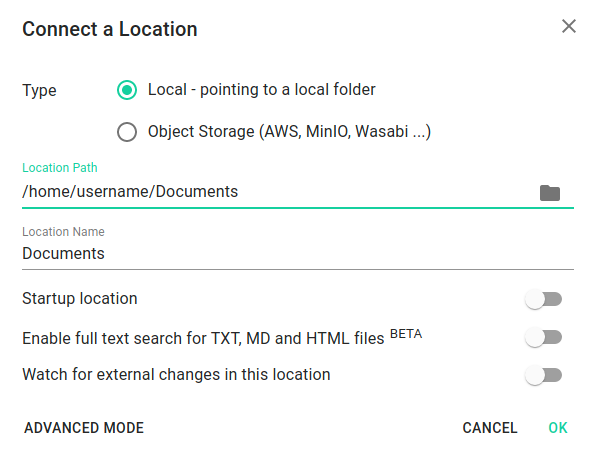 Connect a Location
Type
Local - pointing to a local folder
Object Storage (AWS, MinIO, Wasabi ...)
Location Path
/home/username/Documents
Location Name
Documents
Startup location
Enable full text search for TXT, MD and HTML files BETA
Watch for external changes in this location
ADVANCED MODE CANCEL OK